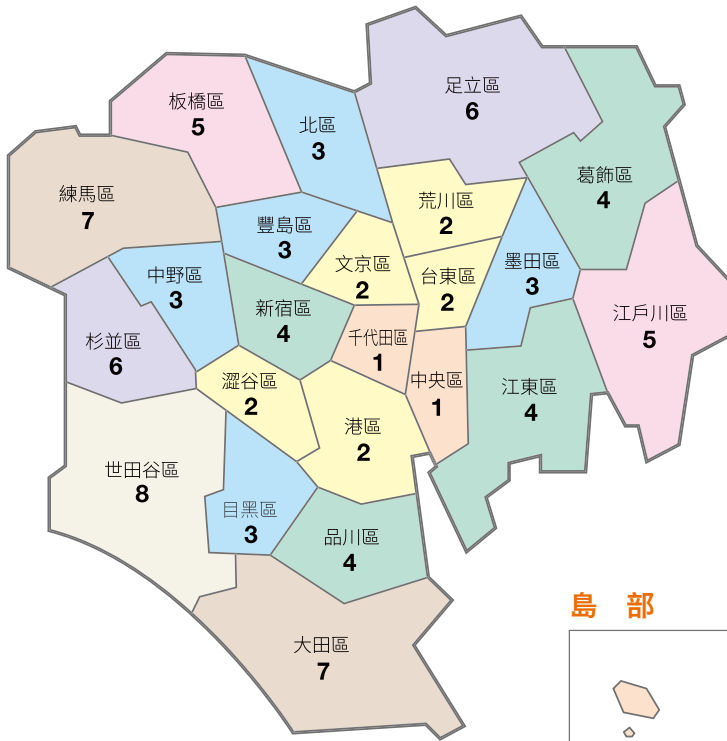 足立區
6
板橋區
5
北區
3
葛飾區
4
練馬區
7
荒川區
2
豐島區
3
文京區
2
台東區
2
墨田區
3
中野區
3
新宿區
4
江戶川區
5
杉並區
6
千代田區
1
澀谷區
2
中央區
1
江東區
4
港區
2
世田谷區
8
目黑區
3
品川區
4
大田區
7
島 部